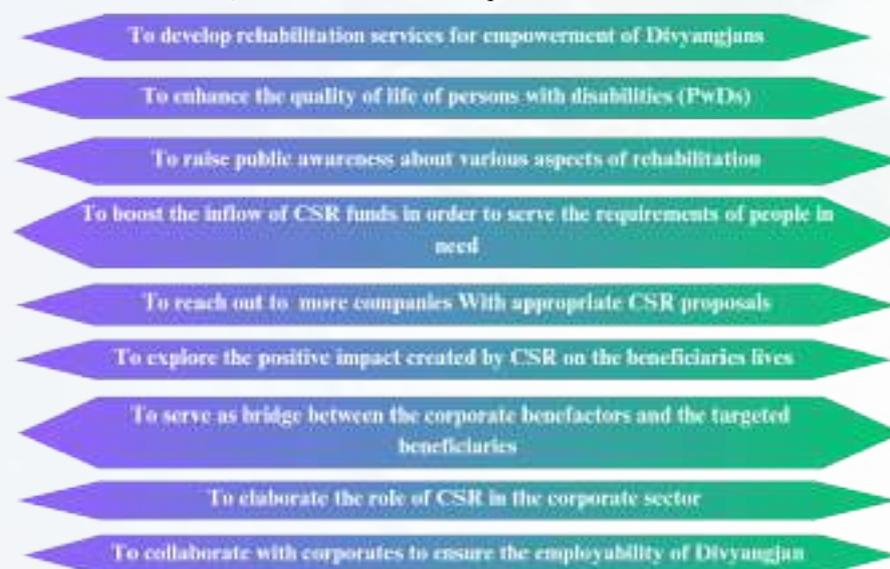 To develop rehabilitation services for empowerment of Divyangjans
To enhance the quality of life of persons with disabilities (PwDs)
To raise public awareness about various aspects of rehabilitation
To boost the inflow of CSR funds in order to serve the requirements of people in
need
To reach out to more companies With appropriate CSR proposals
To explore the positive impact created by CSR on the beneficiaries lives
To serve as bridge between the corporate benefactors and the targeted
beneficiaries
To elaborate the role of CSR in the corporate sector
To collaborate with corporates to ensure the employability of Divyangjan